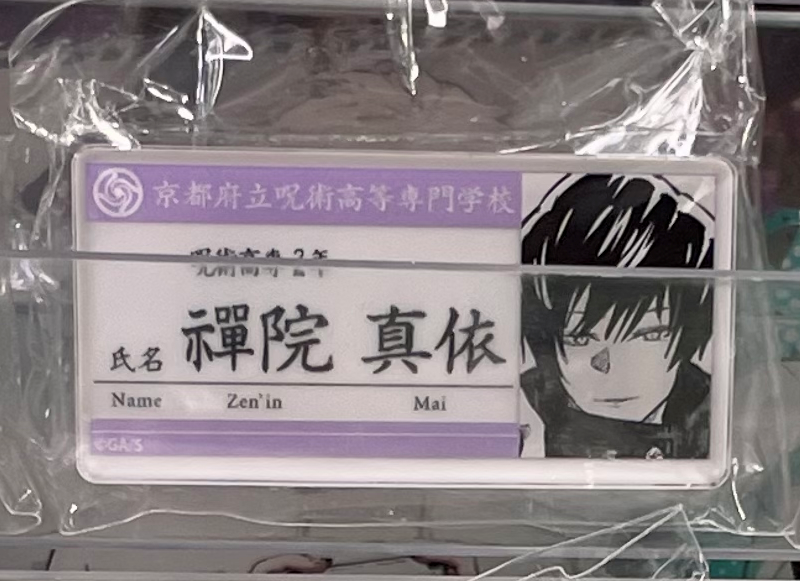 京都府立呪術高等専門学校
呪術高専 2年
氏名 禪院 真依
Name Zen'in Mai
©GA/S